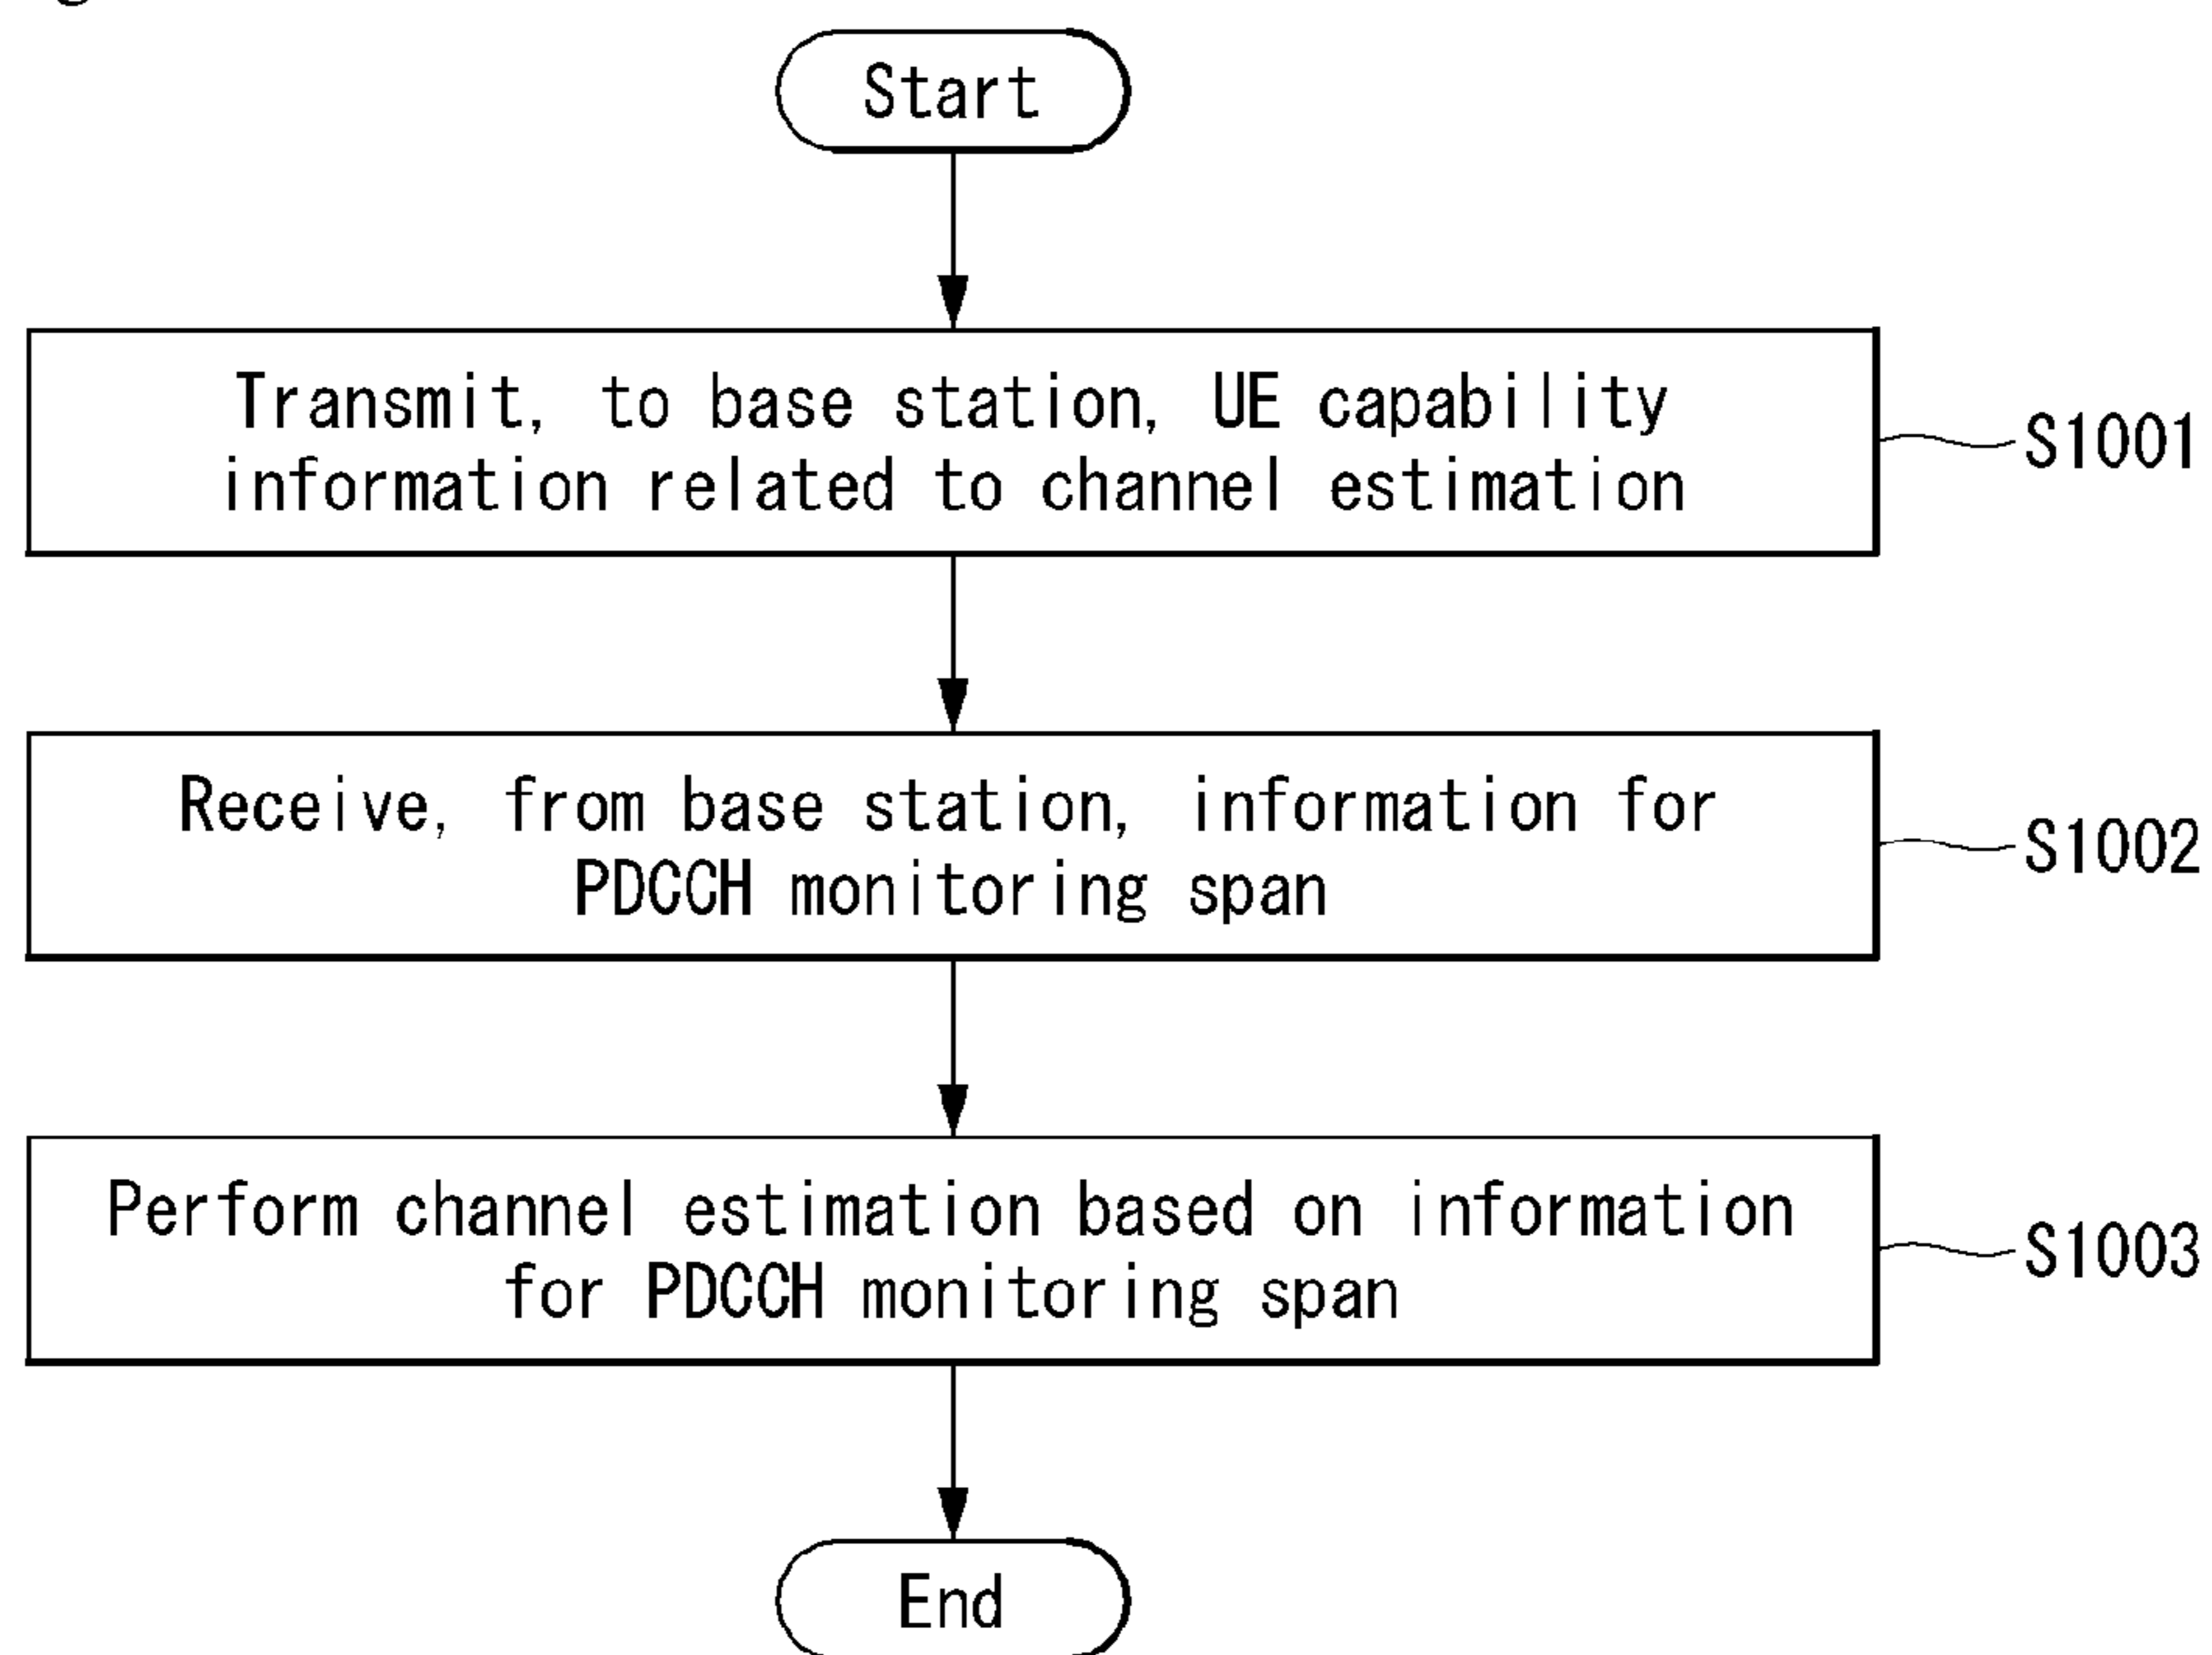 Start
Transmit, to base station, UE capability
information related to channel estimation
S1001
Receive, from base station, information for
PDCCH monitoring span
S1002
Perform channel estimation based on information
for PDCCH monitoring span
S1003
End